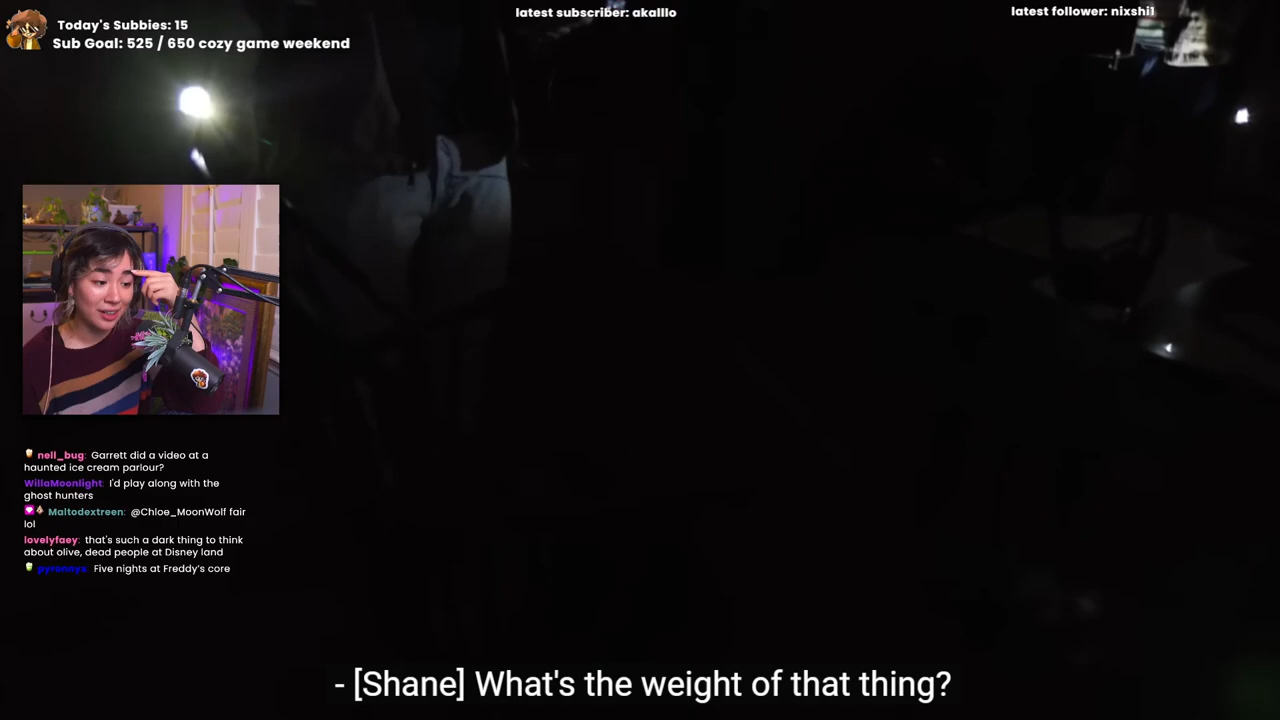 Today's Subbies: 15
Sub Goal: 525 / 650 cozy game weekend
latest subscriber: akalllo
latest follower: nixshi1
nell_bug: Garrett did a video at a
haunted ice cream parlour?
WillaMoonlight: I'd play along with the
ghost hunters
Maltodextreen: @Chloe_MoonWolf fair
lol
lovelyfaey: that's such a dark thing to think
about olive, dead people at Disney land
pyronnyx: Five nights at Freddy's core
- [Shane] What's the weight of that thing?